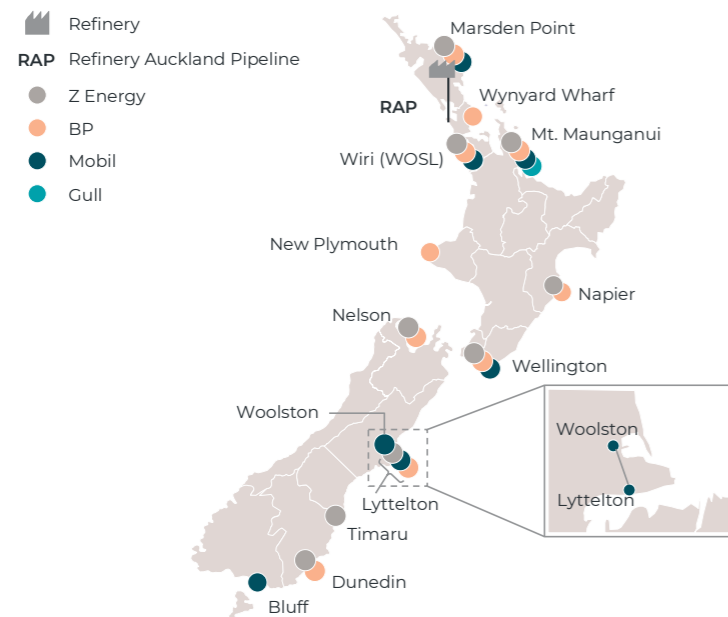 Refinery
RAP Refinery Auckland Pipeline
Z Energy
BP
Mobil
Gull
Marsden Point
RAP
Wynyard Wharf
Mt. Maunganui
Wiri (WOSL)
New Plymouth
Napier
Nelson
Wellington
Woolston
Lyttelton
Timaru
Dunedin
Bluff
Woolston
Lyttelton